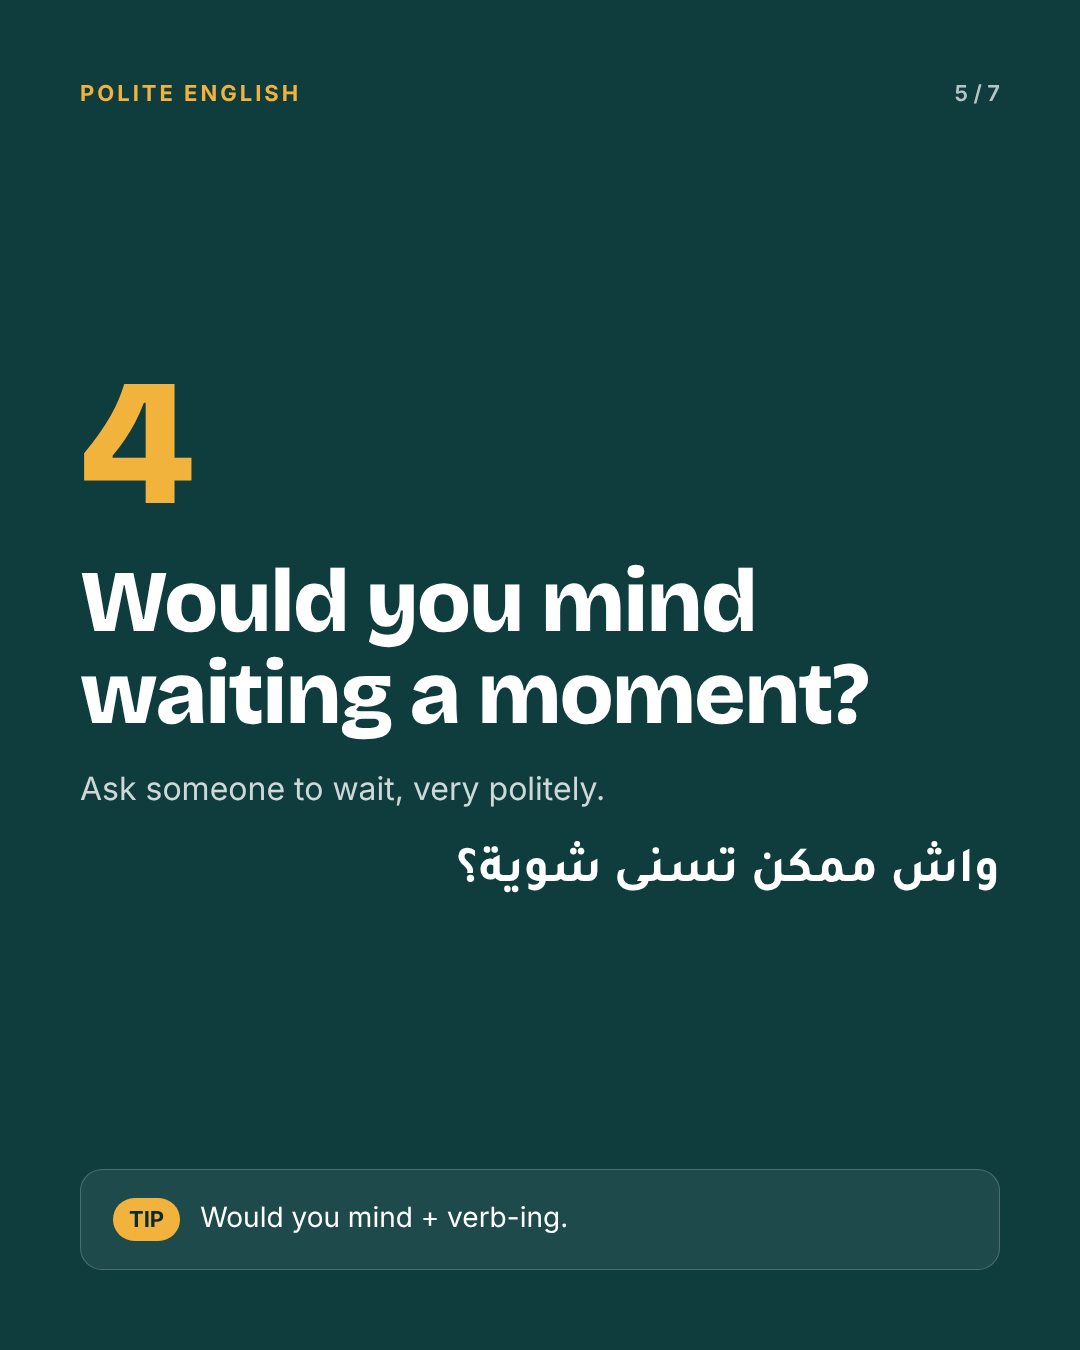 POLITE ENGLISH
5 / 7
4
Would you mind
waiting a moment?
Ask someone to wait, very politely.
واش ممكن تسنى شوية؟
TIP Would you mind + verb-ing.